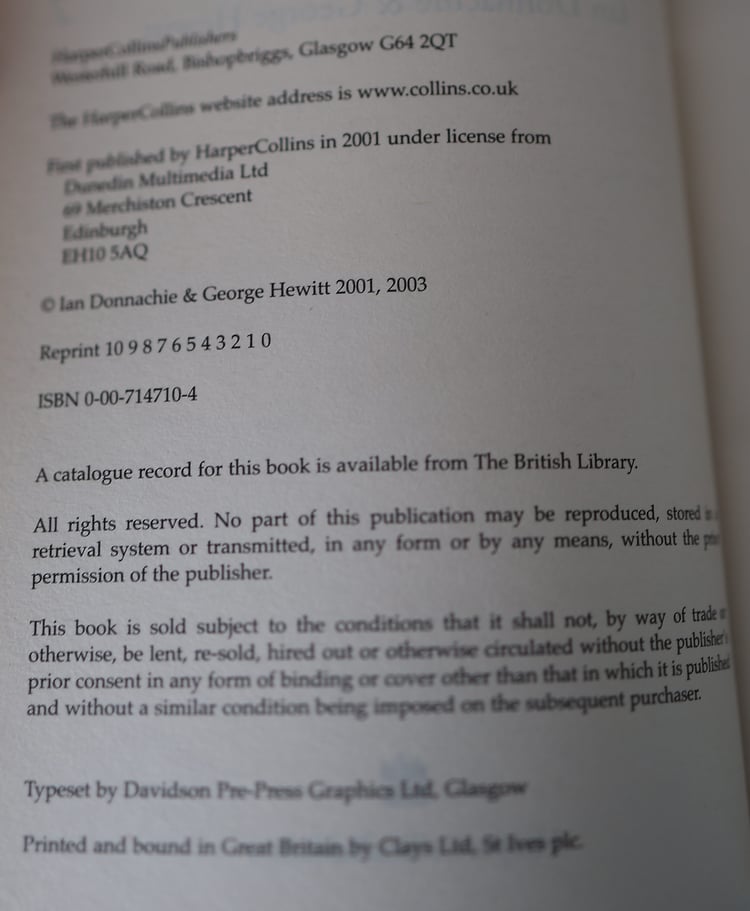 HarperCollinsPublishers
Westerhill Road, Bishopbriggs, Glasgow G64 2QT
The HarperCollins website address is www.collins.co.uk
First published by HarperCollins in 2001 under license from
Dunedin Multimedia Ltd
69 Merchiston Crescent
Edinburgh
EH10 5AQ
© Ian Donnachie & George Hewitt 2001, 2003
Reprint 10 9 8 7 6 5 4 3 2 1 0
ISBN 0-00-714710-4
A catalogue record for this book is available from The British Library.
All rights reserved. No part of this publication may be reproduced, stored in
retrieval system or transmitted, in any form or by any means, without the
permission of the publisher.
This book is sold subject to the conditions that it shall not, by way of trade
otherwise, be lent, re-sold, hired out or otherwise circulated without the publisher's
prior consent in any form of binding or cover other than that in which it is published
and without a similar condition being imposed on the subsequent purchaser.
Typeset by Davidson Pre-Press Graphics Ltd, Glasgow
Printed and bound in Great Britain by Clays Ltd, St Ives plc.